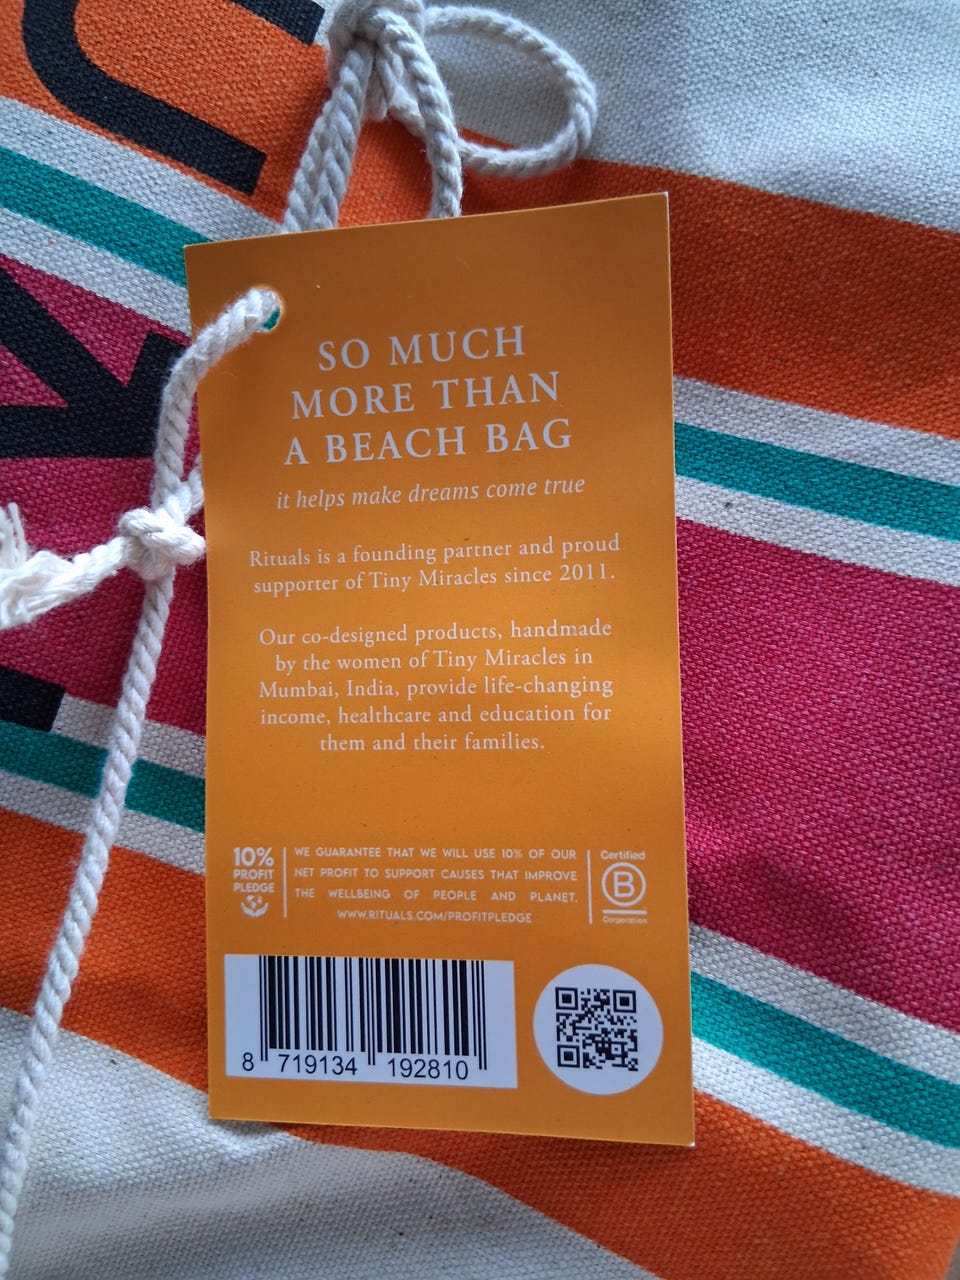 SO MUCH
MORE THAN
A BEACH BAG
it helps make dreams come true
Rituals is a founding partner and proud
supporter of Tiny Miracles since 2011.
Our co-designed products, handmade
by the women of Tiny Miracles in
Mumbai, India, provide life-changing
income, healthcare and education for
them and their families.
10%
PROFIT
PLEDGE
WE GUARANTEE THAT WE WILL USE 10% OF OUR
NET PROFIT TO SUPPORT CAUSES THAT IMPROVE
THE WELLBEING OF PEOPLE AND PLANET.
WWW.RITUALS.COM/PROFITPLEDGE
Certified
B
Corporation
8 719134 192810